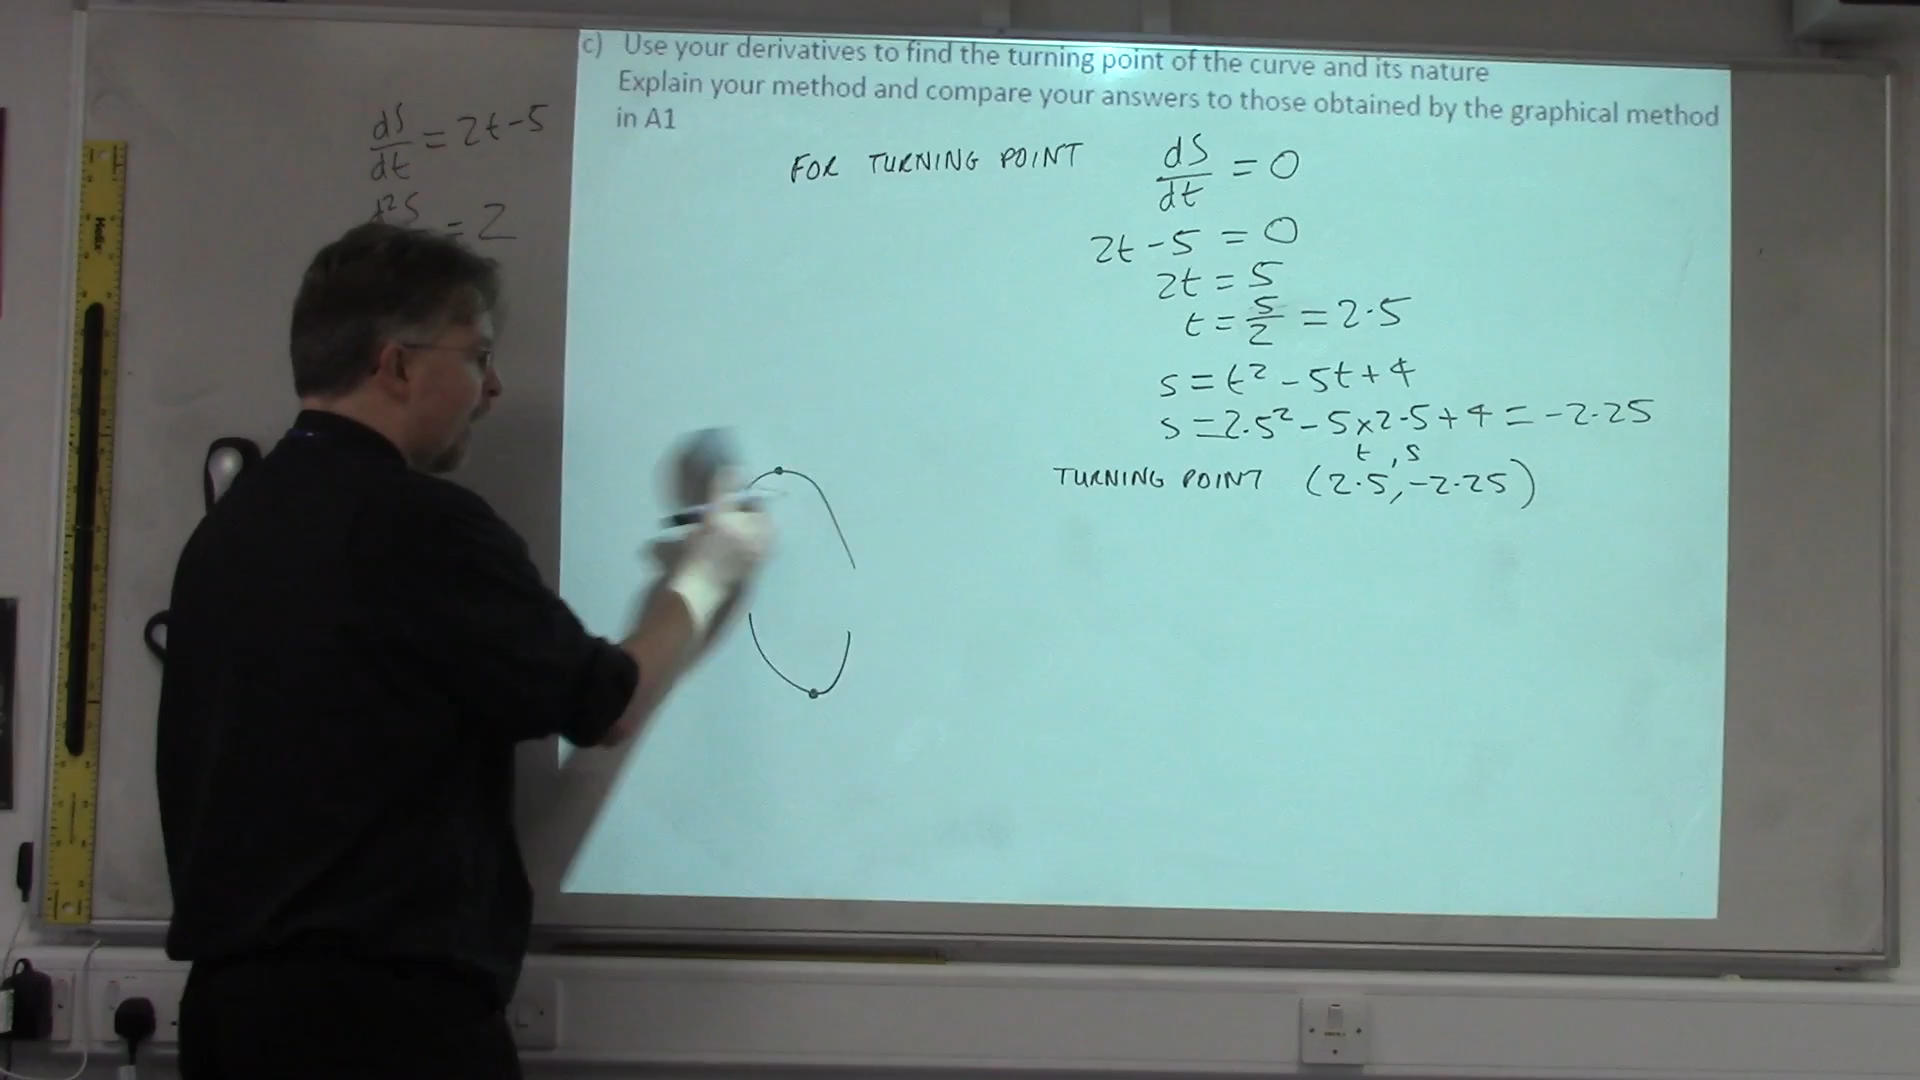 c) Use your derivatives to find the turning point of the curve and its nature
Explain your method and compare your answers to those obtained by the graphical method
in A1
dS/dt = 2t - 5
d²S = 2
FOR TURNING POINT dS/dt = 0
2t - 5 = 0
2t = 5
t = 5/2 = 2.5
s = t² - 5t + 4
s = 2.5² - 5 x 2.5 + 4 = -2.25
t , s
TURNING POINT (2.5, -2.25)
Helix